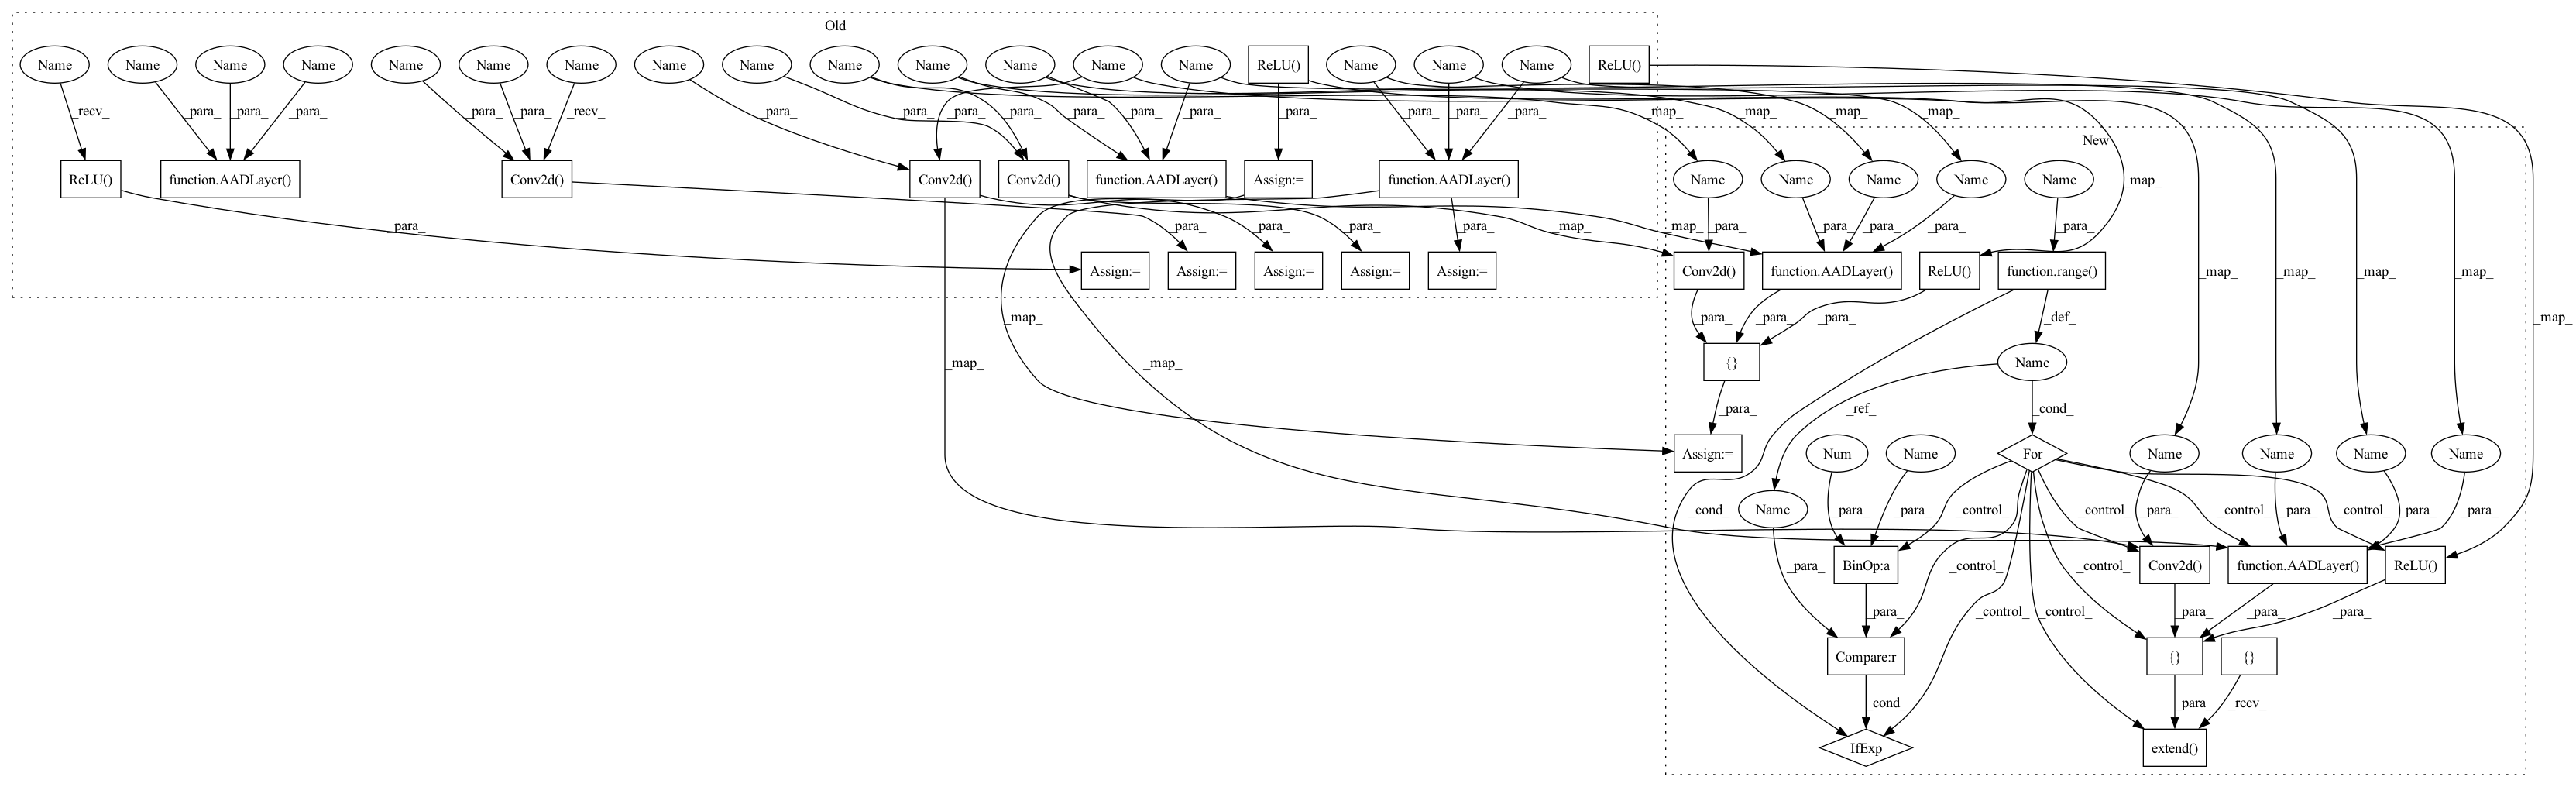 Old
Name Name Name Name Name Name Name Name Name Name Name Name Name Name ReLU() Name Name Name ReLU()
_recv_ _para_ _para_ _para_ _para_ _para_ _recv_ _para_ _para_ _para_ _para_ _para_ _para_ _para_ _para_ _para_ _para_ _para_ _map_ _map_ _map_ _map_
New
ReLU() function.AADLayer() Conv2d() Conv2d() Conv2d() function.AADLayer() Assign:= function.AADLayer() Name Name Name Name Name _map_
_para_ _para_ _para_ _para_ _para_ _map_ _map_ _para_ _para_ _para_ _para_ _para_
Assign:= Assign:= Assign:= Assign:= Assign:= Conv2d() function.AADLayer() ReLU() function.range() _map_ _map_ _map_ _map_
_map_ _para_ _para_ _para_ _def_ _map_
_map_ _map_ {} Name
_para_ _ref_ _cond_
Assign:= Num Name For Name Name Name Name
_cond_ Name _para_ _para_ _control_ _control_ _para_ _control_ _para_ _control_ _para_ _para_
_para_ BinOp:a _control_ _control_ Conv2d() function.AADLayer() ReLU()
_para_ _control_ _control_ _para_ _para_ _para_
Compare:r {} {}
_cond_ _para_ _recv_
IfExp extend()